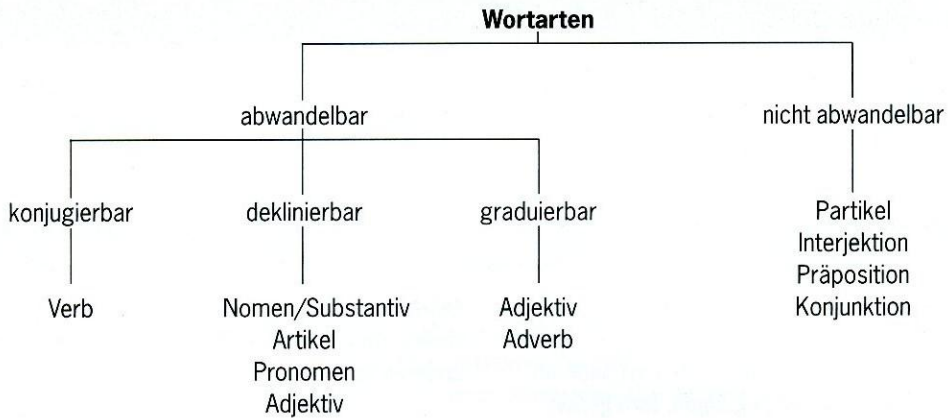 Wortarten
abwandelbar
nicht abwandelbar
konjugierbar
deklinierbar
graduierbar
Verb
Nomen/Substantiv
Artikel
Pronomen
Adjektiv
Adjektiv
Adverb
Partikel
Interjektion
Präposition
Konjunktion